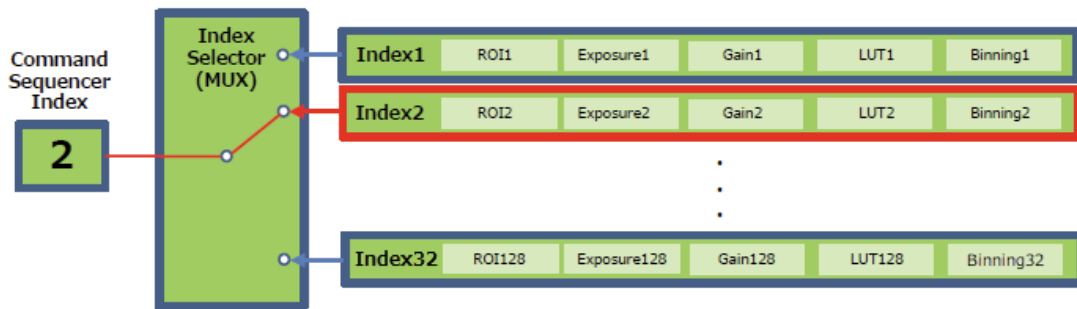 Command
Sequencer
Index
2
Index
Selector
(MUX)
Index1 ROI1 Exposure1 Gain1 LUT1 Binning1
Index2 ROI2 Exposure2 Gain2 LUT2 Binning2
Index32 ROI128 Exposure128 Gain128 LUT128 Binning32